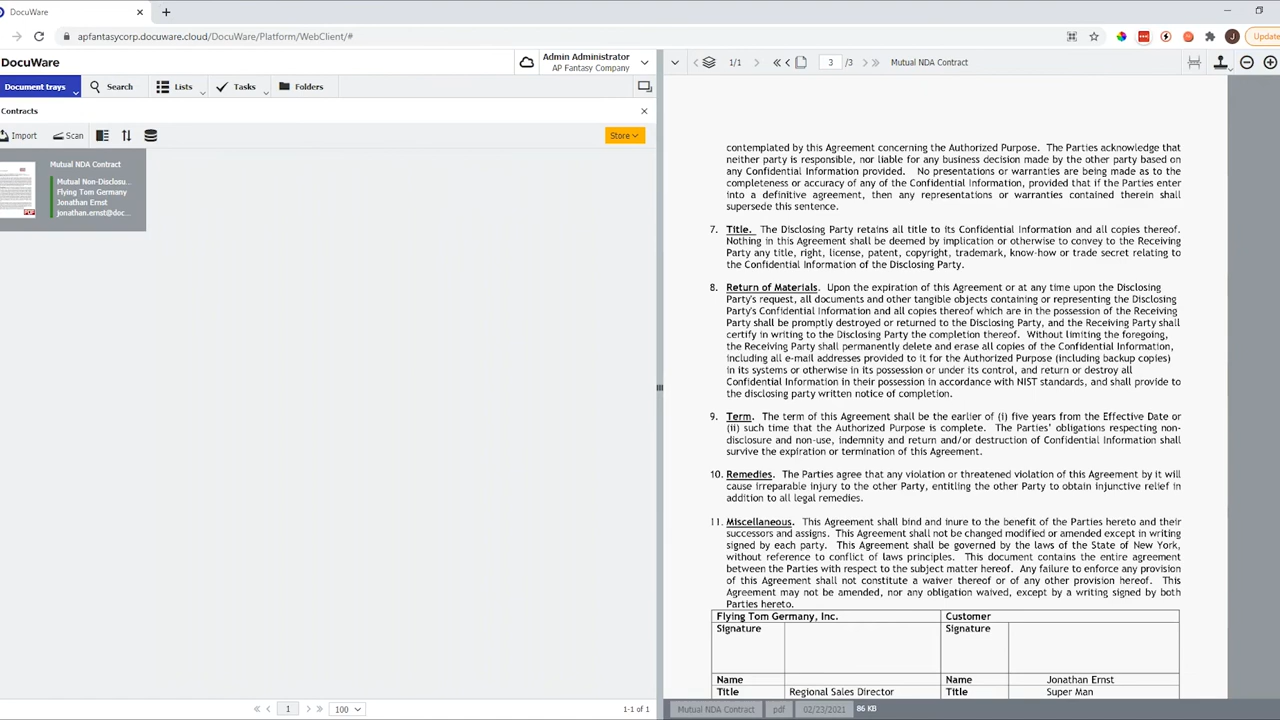 DocuWare
apfantasycorp.docuware.cloud/DocuWare/Platform/WebClient/#
J
Update
DocuWare
Admin Administrator
AP Fantasy Company
Document trays
Search
Lists
Tasks
Folders
Contracts
Import
Scan
Store
Mutual NDA Contract
Mutual Non-Disclosu...
Flying Tom Germany
Jonathan Ernst
jonathan.ernst@doc...
PDF
1
100
1-1 of 1
1/1
3
/3
Mutual NDA Contract
contemplated by this Agreement concerning the Authorized Purpose. The Parties acknowledge that
neither party is responsible, nor liable for any business decision made by the other party based on
any Confidential Information provided. No presentations or warranties are being made as to the
completeness or accuracy of any of the Confidential Information, provided that if the Parties enter
into a definitive agreement, then any representations or warranties contained therein shall
supersede this sentence.
7. Title. The Disclosing Party retains all title to its Confidential Information and all copies thereof.
Nothing in this Agreement shall be deemed by implication or otherwise to convey to the Receiving
Party any title, right, license, patent, copyright, trademark, know-how or trade secret relating to
the Confidential Information of the Disclosing Party.
8. Return of Materials. Upon the expiration of this Agreement or at any time upon the Disclosing
Party's request, all documents and other tangible objects containing or representing the Disclosing
Party's Confidential Information and all copies thereof which are in the possession of the Receiving
Party shall be promptly destroyed or returned to the Disclosing Party, and the Receiving Party shall
certify in writing to the Disclosing Party the completion thereof. Without limiting the foregoing,
the Receiving Party shall permanently delete and erase all copies of the Confidential Information,
including all e-mail addresses provided to it for the Authorized Purpose (including backup copies)
in its systems or otherwise in its possession or under its control, and return or destroy all
Confidential Information in their possession in accordance with NIST standards, and shall provide to
the disclosing party written notice of completion.
9. Term. The term of this Agreement shall be the earlier of (i) five years from the Effective Date or
(ii) such time that the Authorized Purpose is complete. The Parties' obligations respecting non-
disclosure and non-use, indemnity and return and/or destruction of Confidential Information shall
survive the expiration or termination of this Agreement.
10. Remedies. The Parties agree that any violation or threatened violation of this Agreement by it will
cause irreparable injury to the other Party, entitling the other Party to obtain injunctive relief in
addition to all legal remedies.
11. Miscellaneous. This Agreement shall bind and inure to the benefit of the Parties hereto and their
successors and assigns. This Agreement shall not be changed modified or amended except in writing
signed by each party. This Agreement shall be governed by the laws of the State of New York,
without reference to conflict of laws principles. This document contains the entire agreement
between the Parties with respect to the subject matter hereof. Any failure to enforce any provision
of this Agreement shall not constitute a waiver thereof or of any other provision hereof. This
Agreement may not be amended, nor any obligation waived, except by a writing signed by both
Parties hereto.
Flying Tom Germany, Inc. Customer
Signature Signature
Name Name Jonathan Ernst
Title Regional Sales Director Title Super Man
Mutual NDA Contract pdf 02/23/2021 86 KB